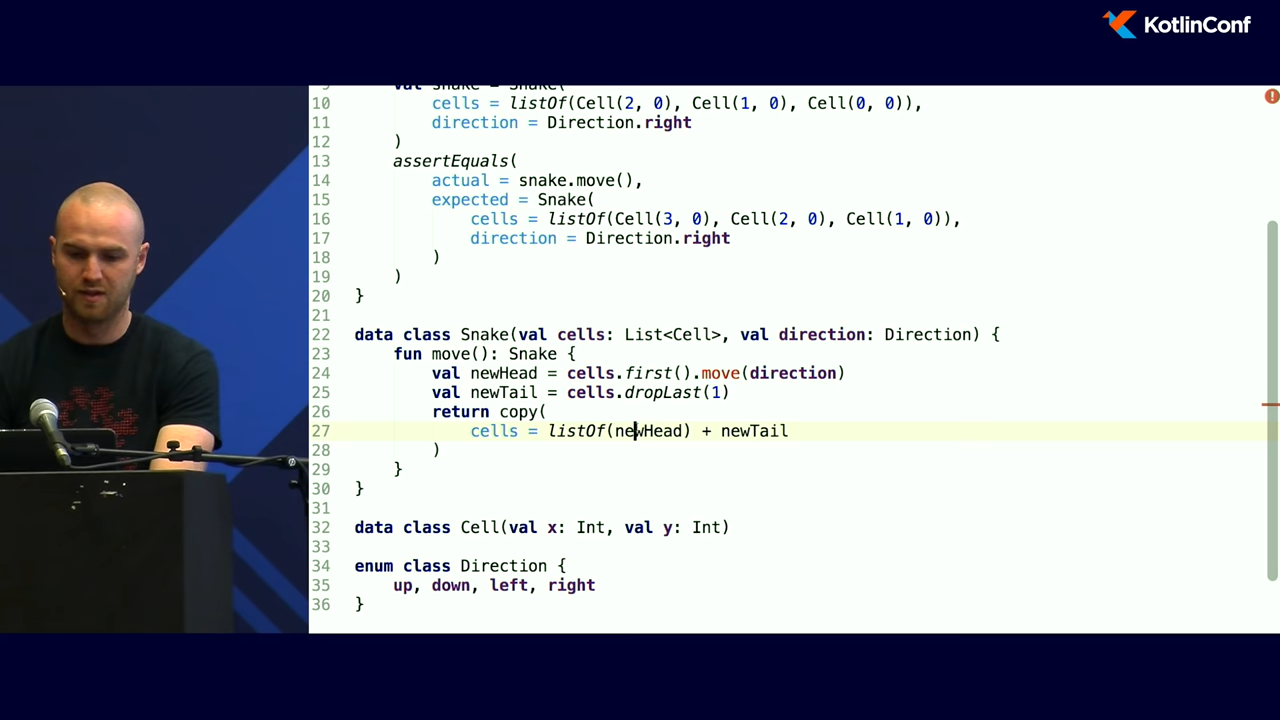 KotlinConf
9 val snake = Snake(
10 cells = listOf(Cell(2, 0), Cell(1, 0), Cell(0, 0)),
11 direction = Direction.right
12 )
13 assertEquals(
14 actual = snake.move(),
15 expected = Snake(
16 cells = listOf(Cell(3, 0), Cell(2, 0), Cell(1, 0)),
17 direction = Direction.right
18 )
19 )
20 }
21
22 data class Snake(val cells: List<Cell>, val direction: Direction) {
23 fun move(): Snake {
24 val newHead = cells.first().move(direction)
25 val newTail = cells.dropLast(1)
26 return copy(
27 cells = listOf(newHead) + newTail
28 )
29 }
30 }
31
32 data class Cell(val x: Int, val y: Int)
33
34 enum class Direction {
35 up, down, left, right
36 }